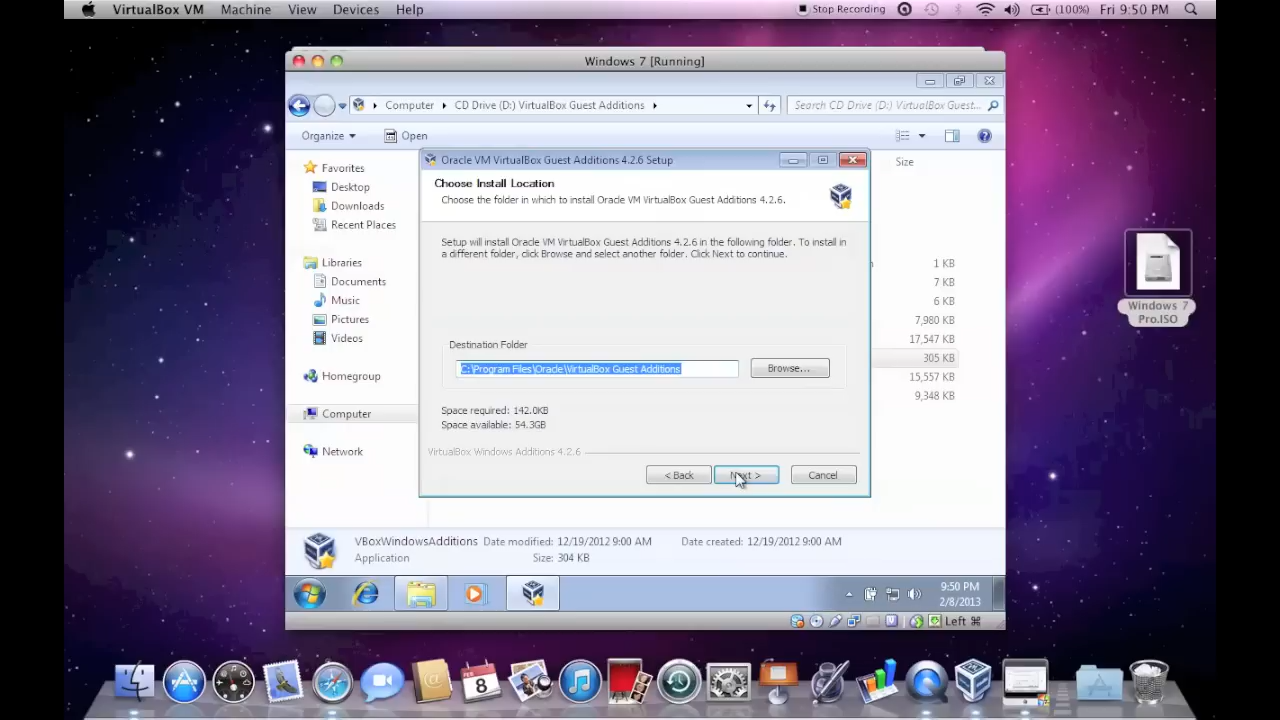 VirtualBox VM Machine View Devices Help Stop Recording (100%) Fri 9:50 PM
Windows 7 [Running]
Computer CD Drive (D:) VirtualBox Guest Additions Search CD Drive (D:) VirtualBox Guest...
Organize Open
Size
Favorites
Desktop
Downloads
Recent Places
Libraries
Documents
Music
Pictures
Videos
Homegroup
Computer
Network
Oracle VM VirtualBox Guest Additions 4.2.6 Setup
Choose Install Location
Choose the folder in which to install Oracle VM VirtualBox Guest Additions 4.2.6.
Setup will install Oracle VM VirtualBox Guest Additions 4.2.6 in the following folder. To install in
a different folder, click Browse and select another folder. Click Next to continue.
Destination Folder
C:\Program Files\Oracle\VirtualBox Guest Additions Browse...
Space required: 142.0KB
Space available: 54.3GB
VirtualBox Windows Additions 4.2.6
< Back Next > Cancel
1 KB
7 KB
6 KB
7,980 KB
17,547 KB
305 KB
15,557 KB
9,348 KB
Windows 7
Pro.ISO
VBoxWindowsAdditions Date modified: 12/19/2012 9:00 AM Date created: 12/19/2012 9:00 AM
Application Size: 304 KB
9:50 PM
2/8/2013
Left ⌘
FEB
8